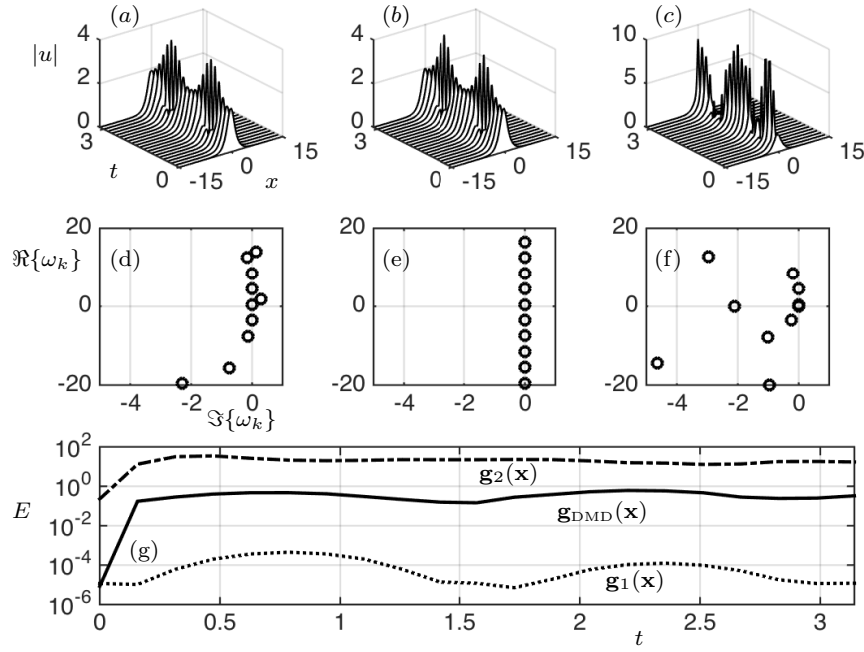 (a) (b) (c)
|u|
4 4 10
2 2 5
0 0 0
3 15 3 15 3 15
t 0 0 0
0 -15 x 0 -15 0 -15
20 20 20
(d) (e) (f)
ℜ{ω_k}
0 0 0
-20 -20 -20
-4 -2 0 -4 -2 0 -4 -2 0
ℑ{ω_k}
10^2
g_2(x)
10^0
E
g_DMD(x)
10^-2
(g)
10^-4
g_1(x)
10^-6
0 0.5 1 1.5 2 2.5 3
t